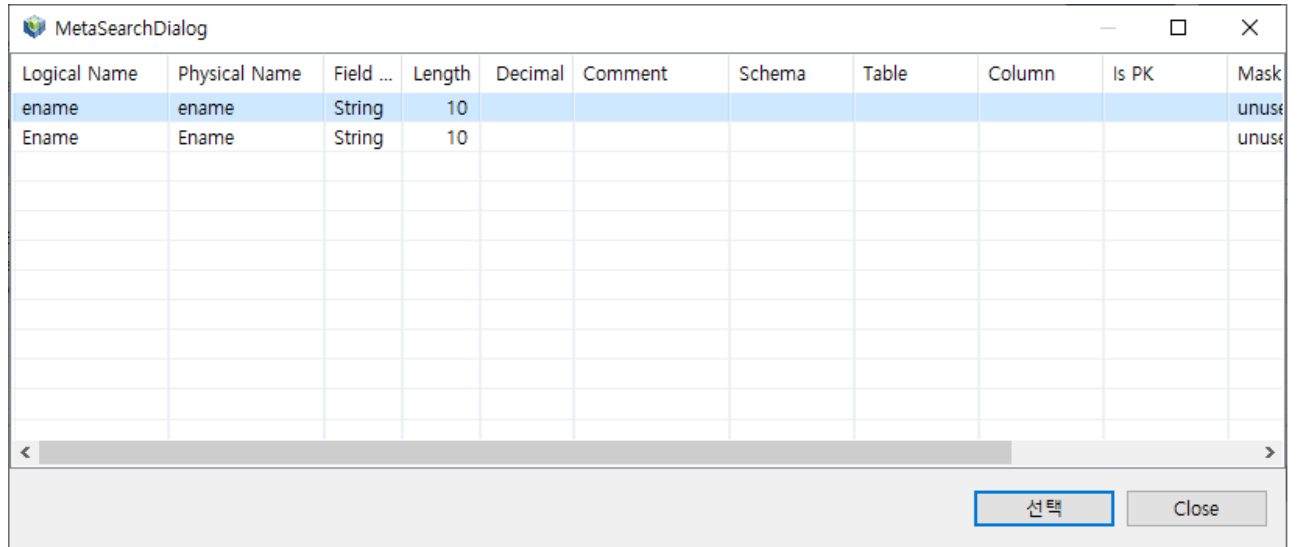 MetaSearchDialog
Logical Name Physical Name Field ... Length Decimal Comment Schema Table Column Is PK Mask
ename ename String 10 unuse
Ename Ename String 10 unuse
선택 Close